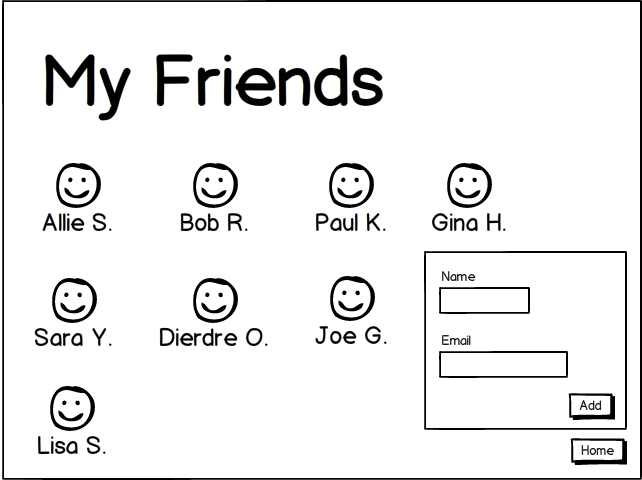 My Friends
Allie S.
Bob R.
Paul K.
Gina H.
Sara Y.
Dierdre O.
Joe G.
Lisa S.
Name
Email
Add
Home